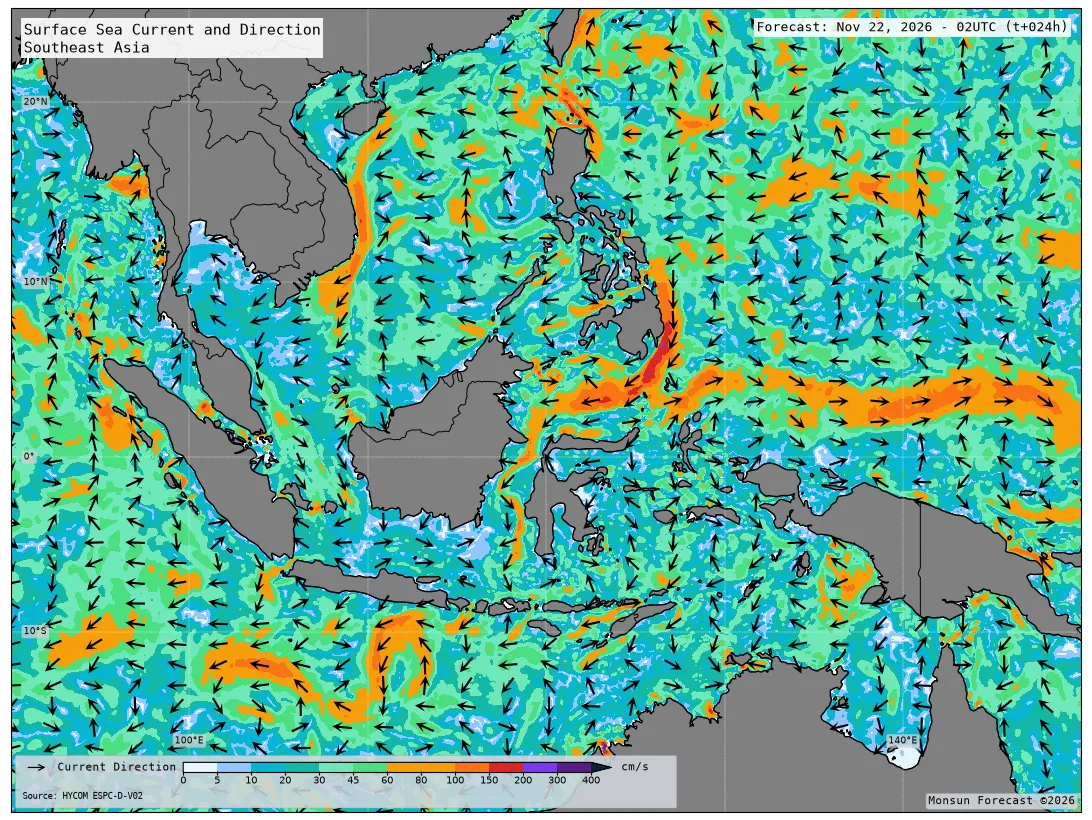 Surface Sea Current and Direction
Southeast Asia
Forecast: Nov 22, 2026 - 02UTC (t+024h)
20°N
10°N
0°
10°S
100°E
140°E
Current Direction
cm/s
0 5 10 20 30 45 60 80 100 150 200 300 400
Source: HYCOM ESPC-D-V02
Monsun Forecast ©2026